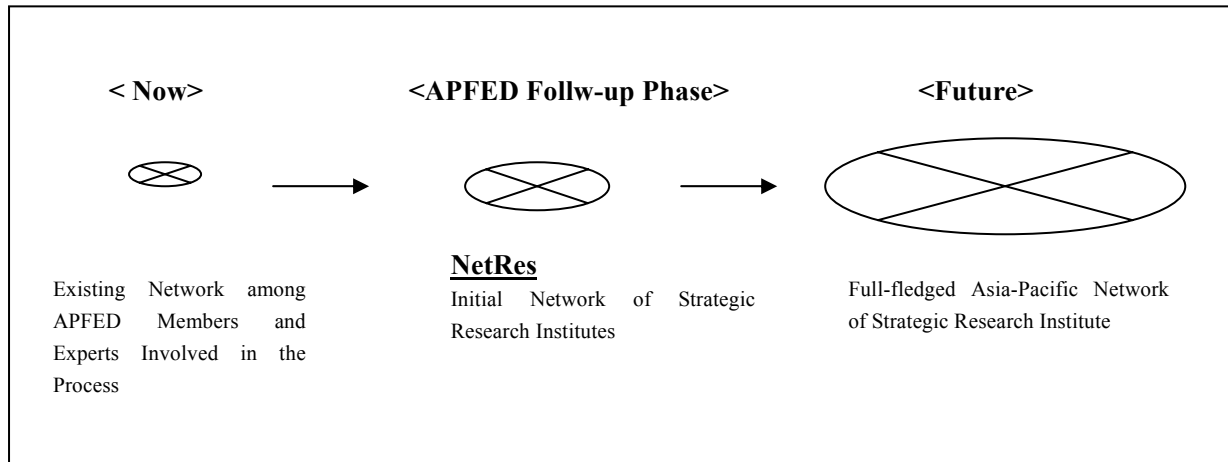 < Now>
<APFED Follw-up Phase>
<Future>
Existing Network among
APFED Members and
Experts Involved in the
Process
NetRes
Initial Network of Strategic
Research Institutes
Full-fledged Asia-Pacific Network
of Strategic Research Institute